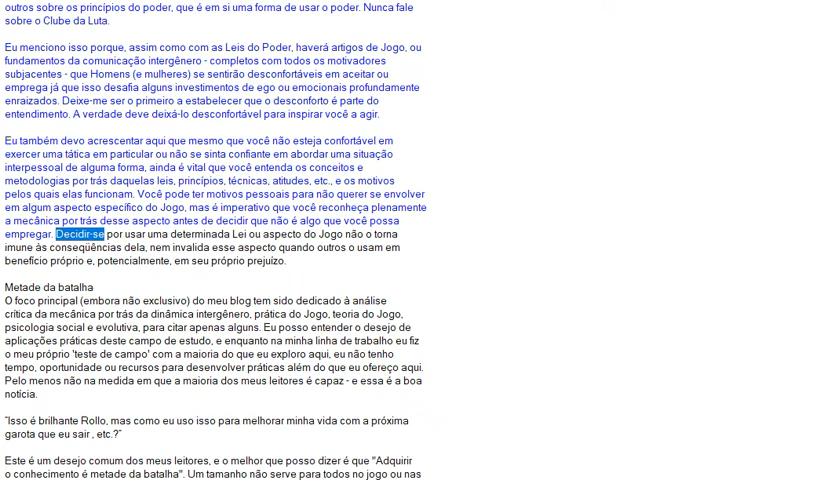 outros sobre os princípios do poder, que é em si uma forma de usar o poder. Nunca fale
sobre o Clube da Luta.
Eu menciono isso porque, assim como com as Leis do Poder, haverá artigos de Jogo, ou
fundamentos da comunicação intergênero - completos com todos os motivadores
subjacentes - que Homens (e mulheres) se sentirão desconfortáveis em aceitar ou
emprega já que isso desafia alguns investimentos de ego ou emocionais profundamente
enraizados. Deixe-me ser o primeiro a estabelecer que o desconforto é parte do
entendimento. A verdade deve deixá-lo desconfortável para inspirar você a agir.
Eu também devo acrescentar aqui que mesmo que você não esteja confortável em
exercer uma tática em particular ou não se sinta confiante em abordar uma situação
interpessoal de alguma forma, ainda é vital que você entenda os conceitos e
metodologias por trás daquelas leis, princípios, técnicas, atitudes, etc., e os motivos
pelos quais elas funcionam. Você pode ter motivos pessoais para não querer se envolver
em algum aspecto específico do Jogo, mas é imperativo que você reconheça plenamente
a mecânica por trás desse aspecto antes de decidir que não é algo que você possa
empregar. Decidir-se por usar uma determinada Lei ou aspecto do Jogo não o torna
imune às conseqüências dela, nem invalida esse aspecto quando outros o usam em
benefício próprio e, potencialmente, em seu próprio prejuízo.
Metade da batalha
O foco principal (embora não exclusivo) do meu blog tem sido dedicado à análise
crítica da mecânica por trás da dinâmica intergênero, prática do Jogo, teoria do Jogo,
psicologia social e evolutiva, para citar apenas alguns. Eu posso entender o desejo de
aplicações práticas deste campo de estudo, e enquanto na minha linha de trabalho eu fiz
o meu próprio 'teste de campo' com a maioria do que eu exploro aqui, eu não tenho
tempo, oportunidade ou recursos para desenvolver práticas além do que eu ofereço aqui.
Pelo menos não na medida em que a maioria dos meus leitores é capaz - e essa é a boa
notícia.
"Isso é brilhante Rollo, mas como eu uso isso para melhorar minha vida com a próxima
garota que eu sair , etc.?"
Este é um desejo comum dos meus leitores, e o melhor que posso dizer é que "Adquirir
o conhecimento é metade da batalha". Um tamanho não serve para todos no jogo ou nas